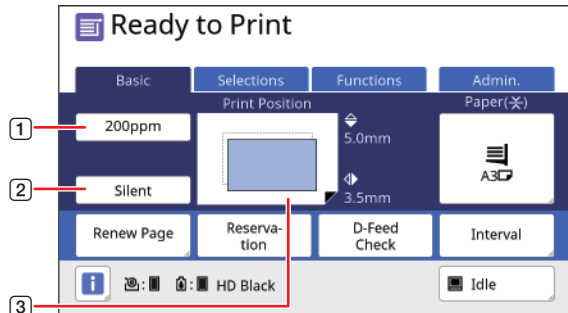 Ready to Print
Basic
Selections
Functions
Admin.
Print Position
Paper(
)
1
200ppm
5.0mm
A3
2
Silent
3.5mm
Renew Page
Reserva-
tion
D-Feed
Check
Interval
i
:
:
HD Black
Idle
3